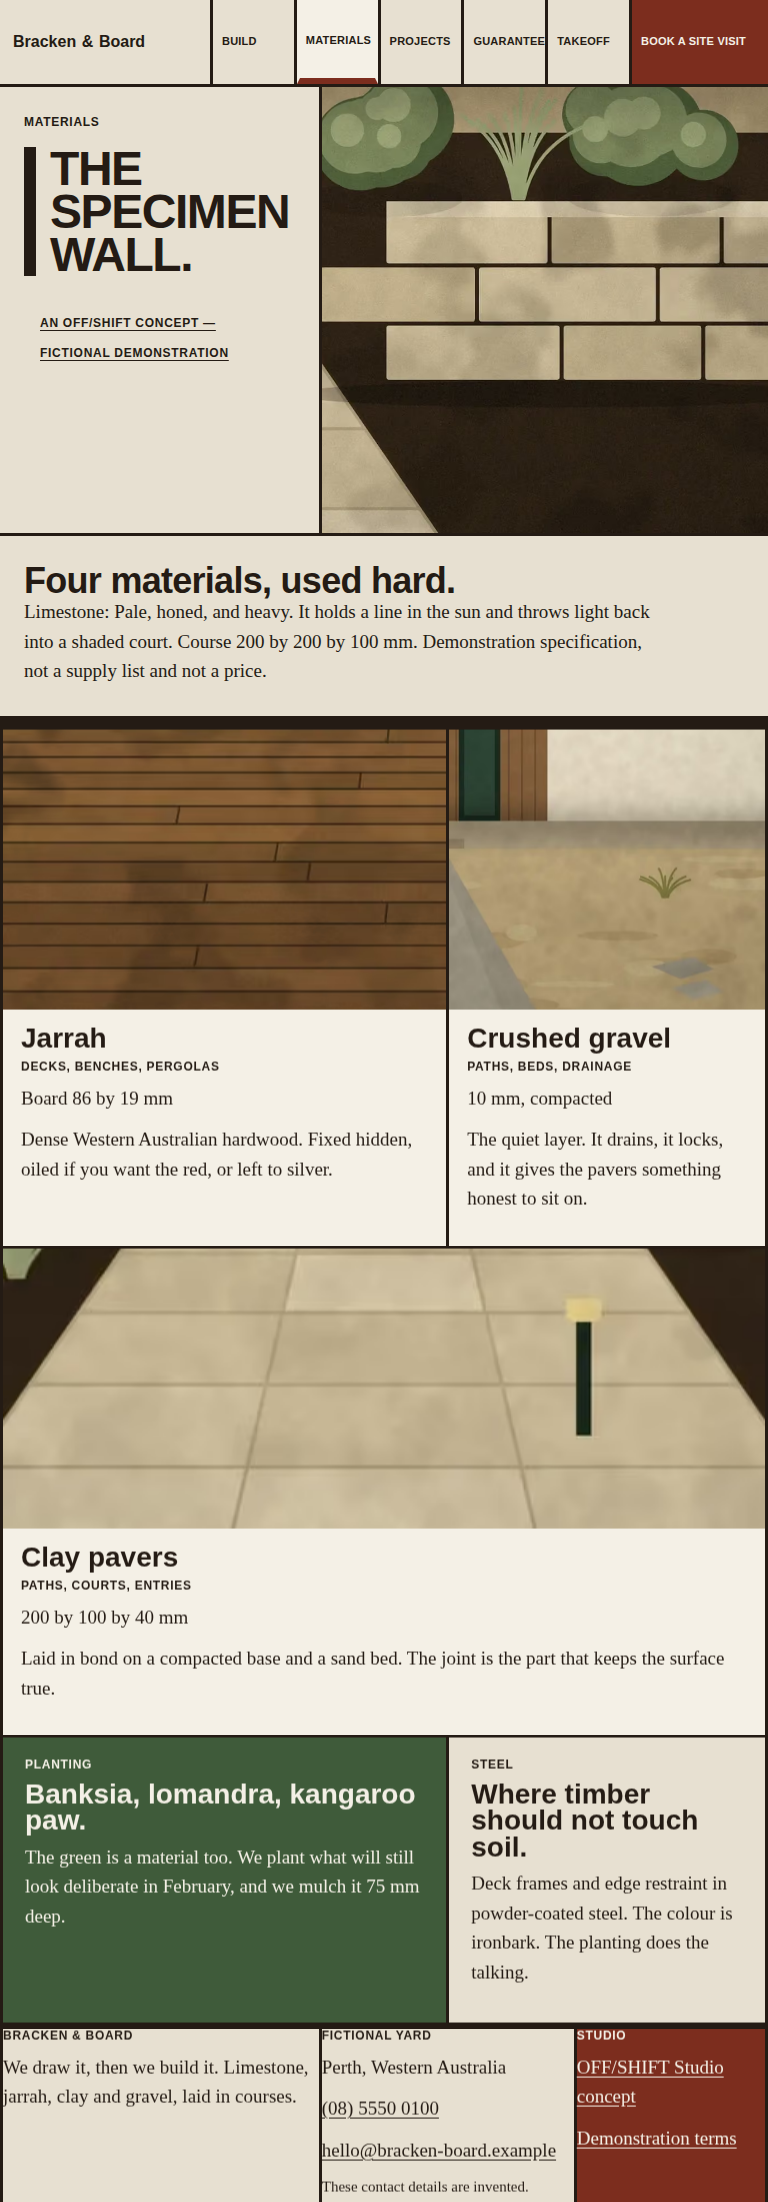 Bracken & Board
BUILD
MATERIALS
PROJECTS
GUARANTEE
TAKEOFF
BOOK A SITE VISIT
MATERIALS
THE
SPECIMEN
WALL.
AN OFF/SHIFT CONCEPT —
FICTIONAL DEMONSTRATION
Four materials, used hard.
Limestone: Pale, honed, and heavy. It holds a line in the sun and throws light back
into a shaded court. Course 200 by 200 by 100 mm. Demonstration specification,
not a supply list and not a price.
Jarrah
DECKS, BENCHES, PERGOLAS
Board 86 by 19 mm
Dense Western Australian hardwood. Fixed hidden,
oiled if you want the red, or left to silver.
Crushed gravel
PATHS, BEDS, DRAINAGE
10 mm, compacted
The quiet layer. It drains, it locks,
and it gives the pavers something
honest to sit on.
Clay pavers
PATHS, COURTS, ENTRIES
200 by 100 by 40 mm
Laid in bond on a compacted base and a sand bed. The joint is the part that keeps the surface
true.
PLANTING
Banksia, lomandra, kangaroo
paw.
The green is a material too. We plant what will still
look deliberate in February, and we mulch it 75 mm
deep.
STEEL
Where timber
should not touch
soil.
Deck frames and edge restraint in
powder-coated steel. The colour is
ironbark. The planting does the
talking.
BRACKEN & BOARD
We draw it, then we build it. Limestone,
jarrah, clay and gravel, laid in courses.
FICTIONAL YARD
Perth, Western Australia
(08) 5550 0100
hello@bracken-board.example
These contact details are invented.
STUDIO
OFF/SHIFT Studio
concept
Demonstration terms